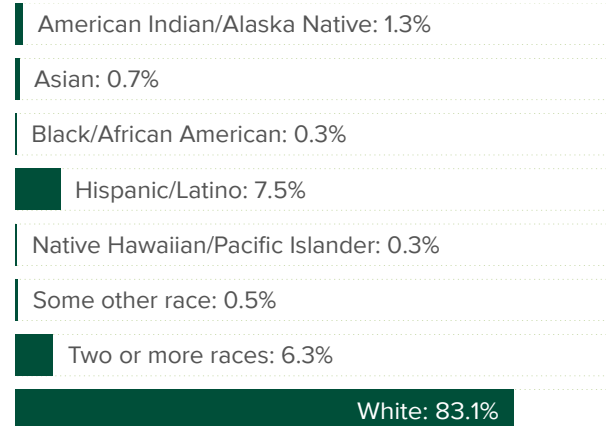 American Indian/Alaska Native: 1.3%
Asian: 0.7%
Black/African American: 0.3%
Hispanic/Latino: 7.5%
Native Hawaiian/Pacific Islander: 0.3%
Some other race: 0.5%
Two or more races: 6.3%
White: 83.1%